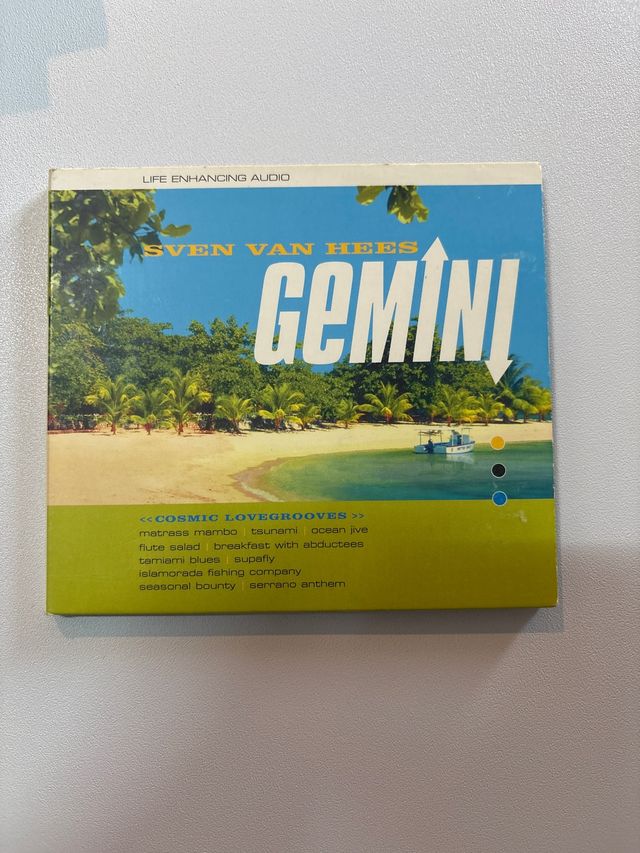 LIFE ENHANCING AUDIO
SVEN VAN HEES
GeMINI
<<COSMIC LOVEGROOVES>>
matrass mambo | tsunami | ocean jive
flute salad | breakfast with abductees
tamiami blues | supafly
islamorada fishing company
seasonal bounty | serrano anthem